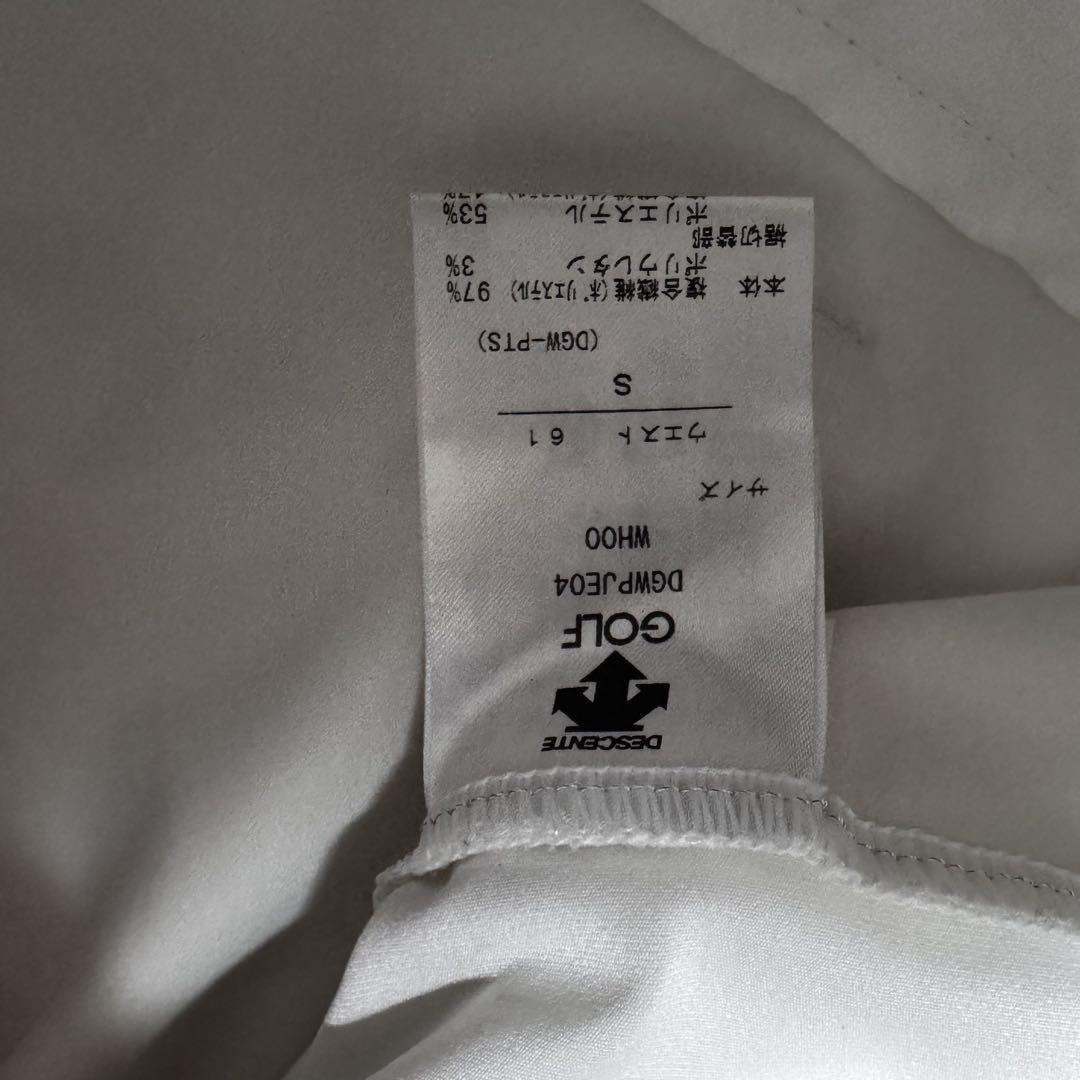 DESCENTE
GOLF
DGWPJE04
WH00
サイズ
ウエスト 61
S
(DGW-PTS)
本体 複合繊維(ポリエステル) 97%
ポリウレタン 3%
裾切替部
ポリエステル 53%